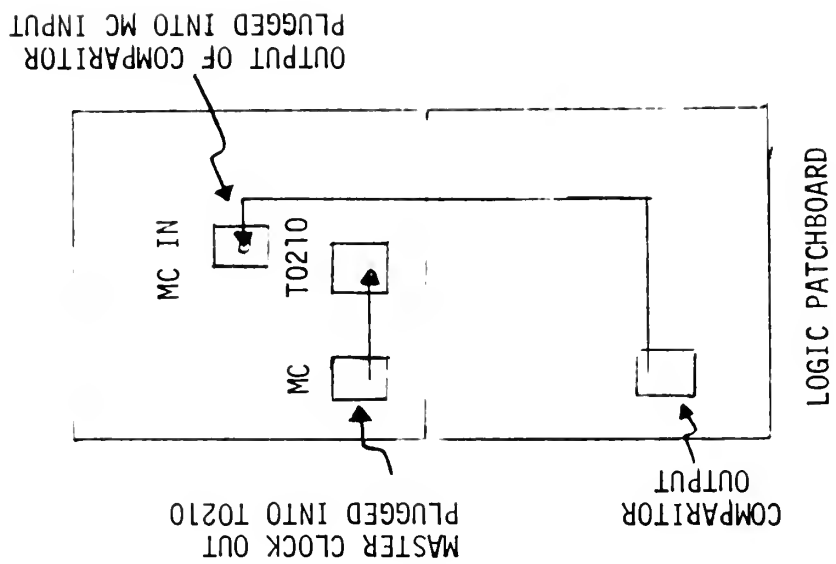 OUTPUT OF COMPARITOR
PLUGGED INTO MC INPUT
MC IN
T0210
MC
MASTER CLOCK OUT
PLUGGED INTO T0210
COMPARITOR
OUTPUT
LOGIC PATCHBOARD